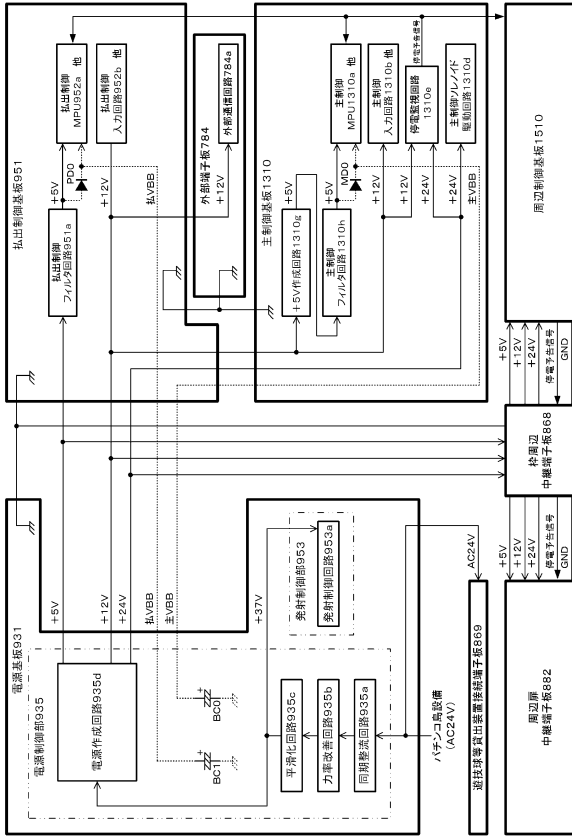 払出制御基板951
払出制御
フィルタ回路951a
+5V
PD0
払出制御
MPU952a 他
払出制御
入力回路952b 他
+12V
払VBB
外部端子板784
外部通信回路784a
+12V
主制御基板1310
+5V作成回路1310g
+5V
主制御
フィルタ回路1310h
+5V
MD0
主制御
MPU1310a 他
主制御
入力回路1310b 他
+12V
停電監視回路
1310e
停電予告信号
+12V
+24V
主制御ソレノイド
駆動回路1310d
+24V
主VBB
周辺制御基板1510
+5V
+12V
+24V
停電予告信号
GND
枠周辺
中継端子板868
+5V
+12V
+24V
停電予告信号
GND
周辺扉
中継端子板882
電源基板931
電源制御部935
電源作成回路935d
+5V
+12V
+24V
払VBB
主VBB
+37V
BC1
+
BC0
+
平滑化回路935c
力率改善回路935b
同期整流回路935a
発射制御部953
発射制御回路953a
パチンコ島設備
(AC24V)
AC24V
遊技球等貸出装置接続端子板869